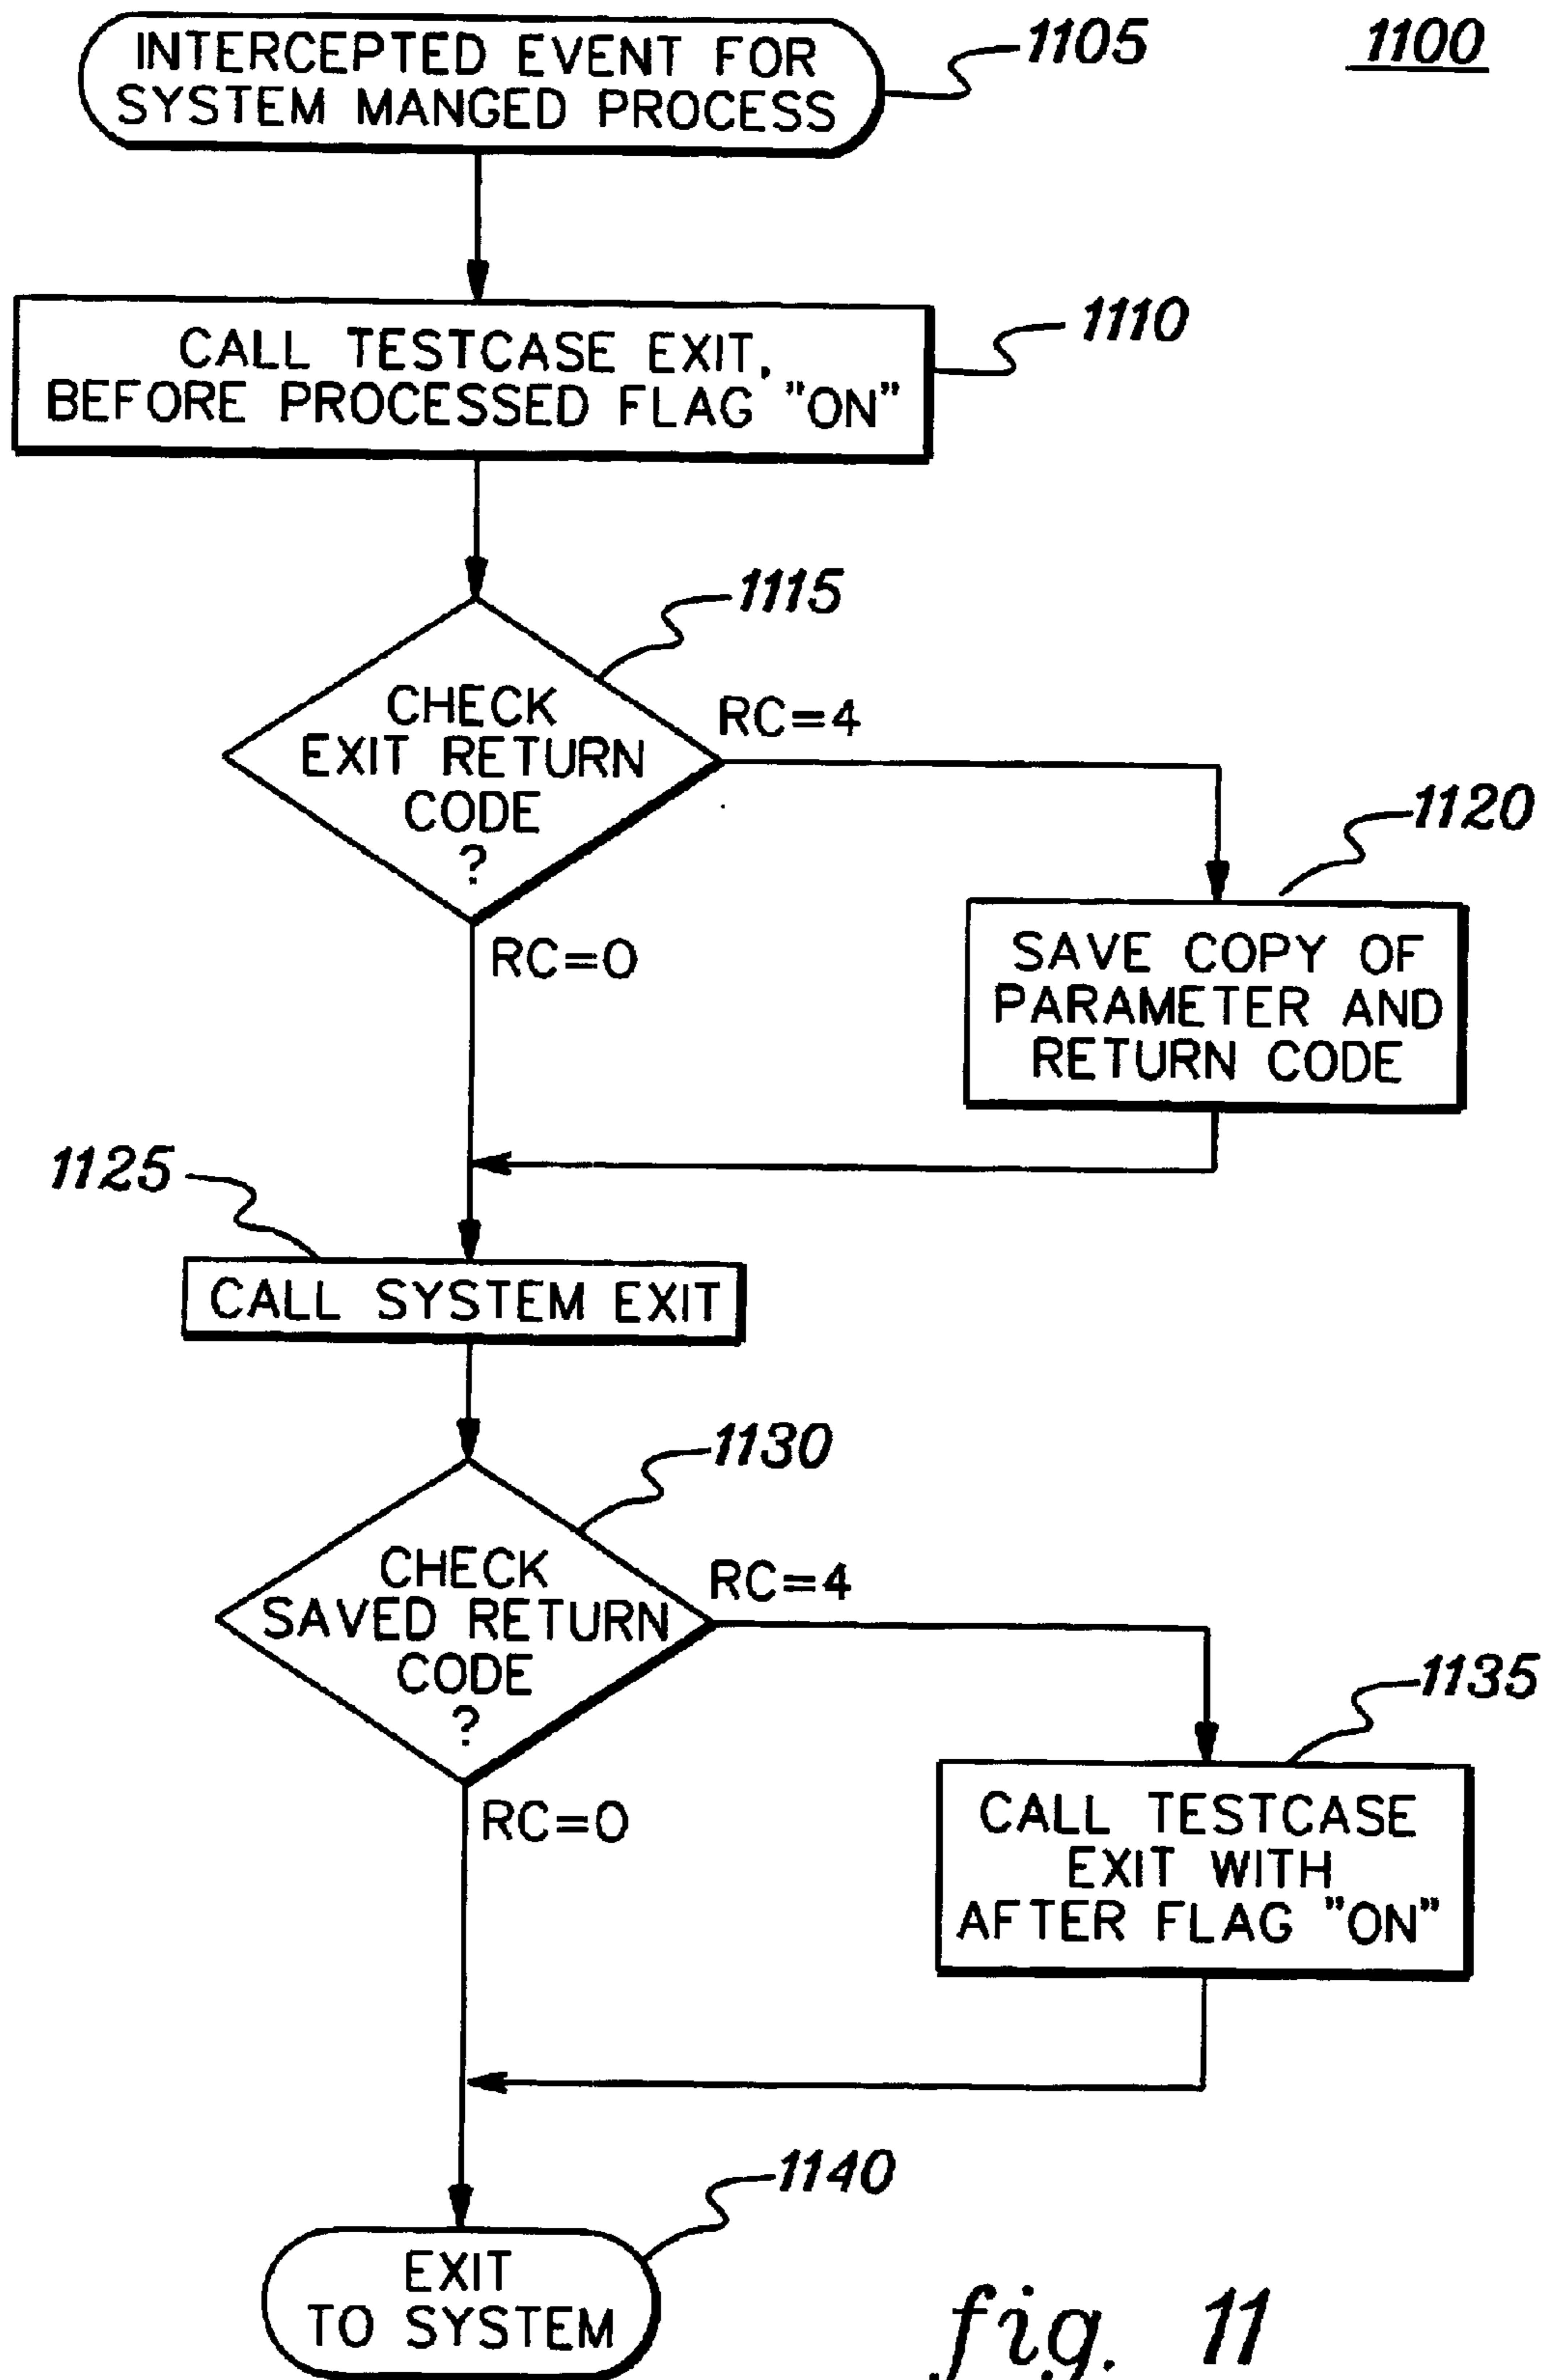 INTERCEPTED EVENT FOR
SYSTEM MANGED PROCESS
1105
1100
CALL TESTCASE EXIT,
BEFORE PROCESSED FLAG "ON"
1110
CHECK
EXIT RETURN
CODE
?
1115
RC=4
RC=0
1120
SAVE COPY OF
PARAMETER AND
RETURN CODE
1125
CALL SYSTEM EXIT
1130
CHECK
SAVED RETURN
CODE
?
RC=4
RC=0
1135
CALL TESTCASE
EXIT WITH
AFTER FLAG "ON"
1140
EXIT
TO SYSTEM
fig. 11